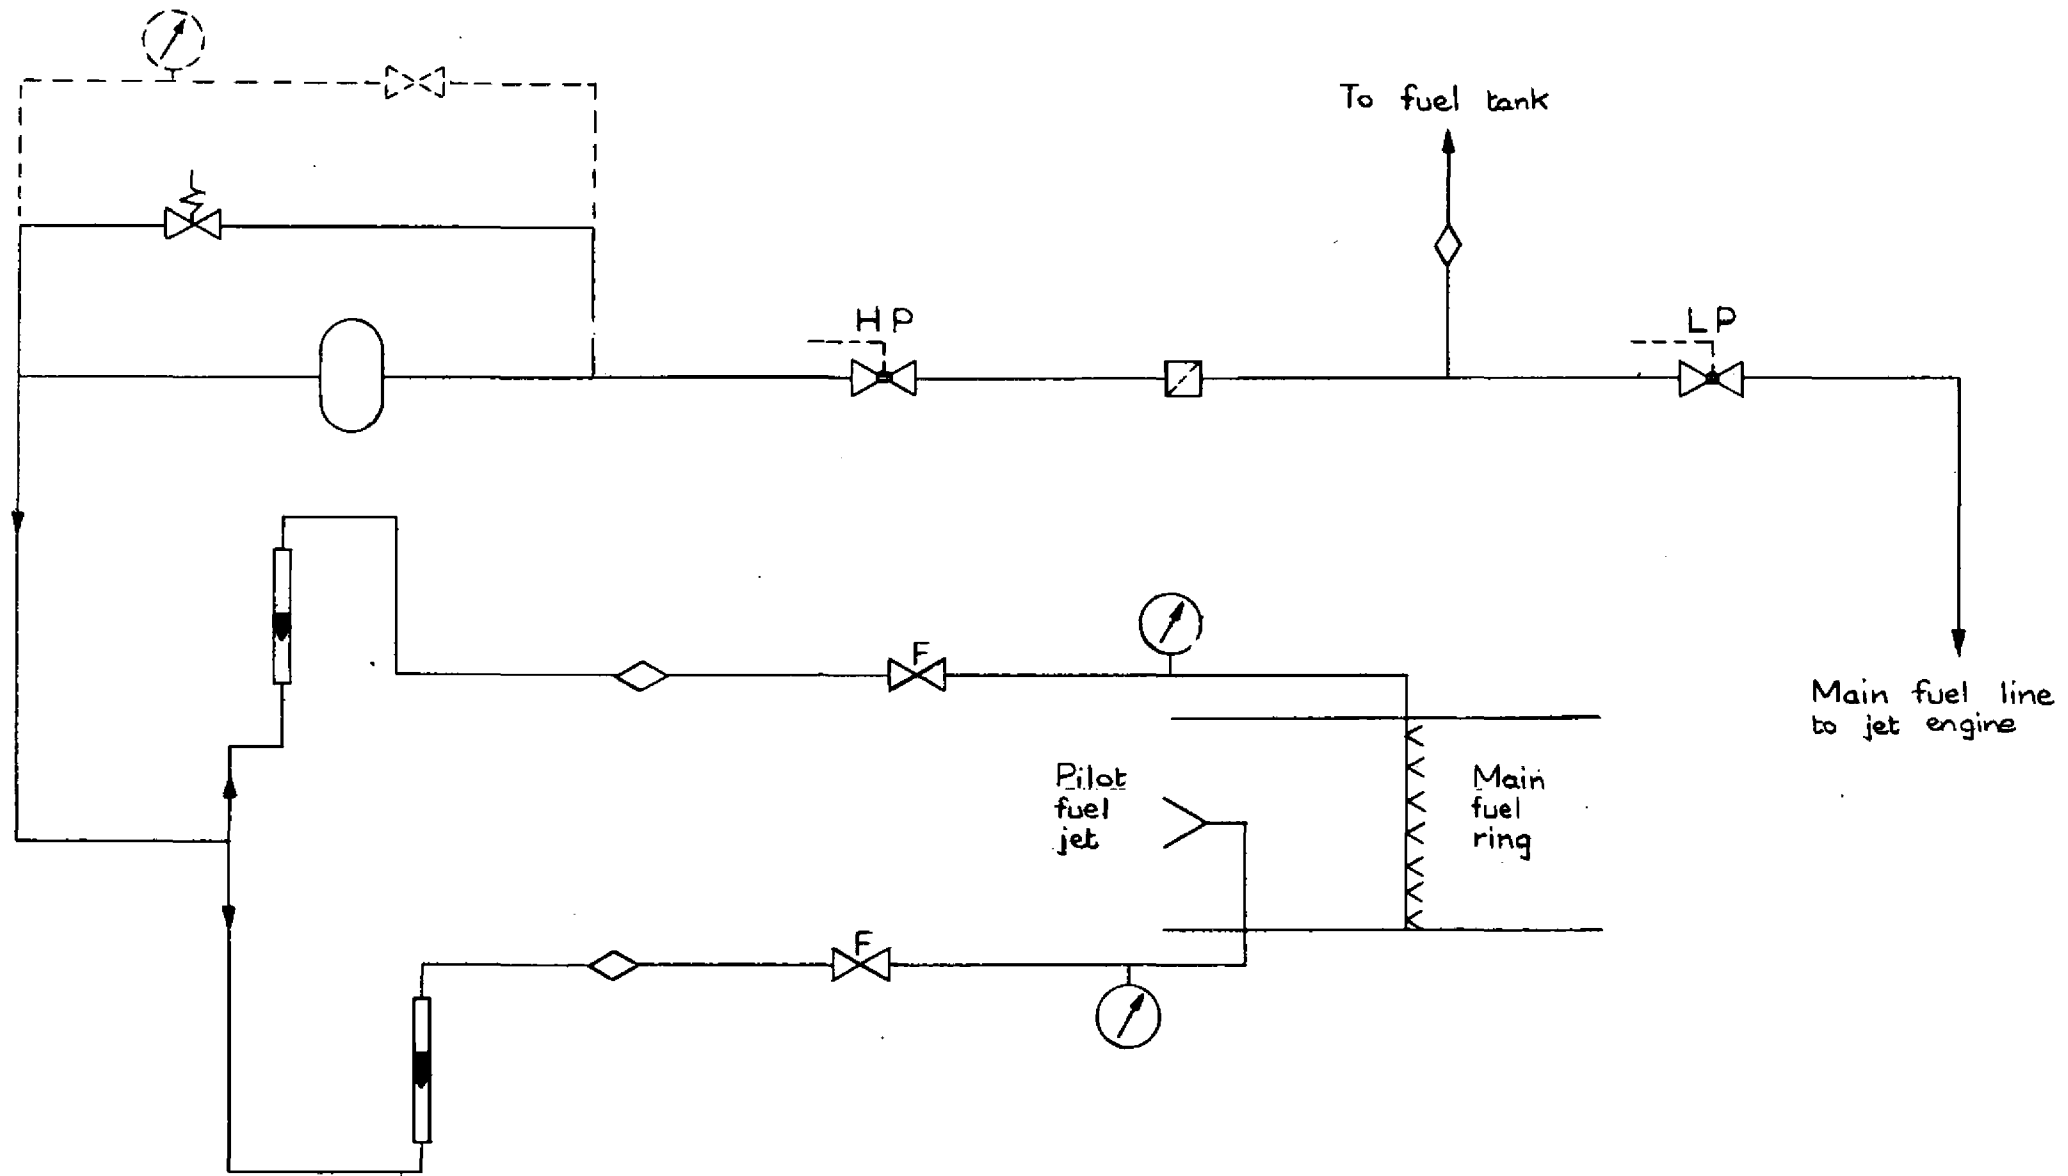 To fuel tank
HP
LP
F
Main fuel line
to jet engine
Pilot
fuel
jet
Main
fuel
ring
F